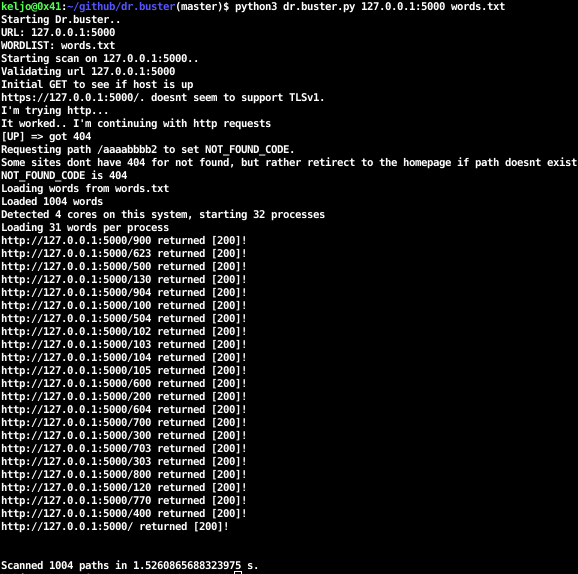 keljo@0x41:~/github/dr.buster(master)$ python3 dr.buster.py 127.0.0.1:5000 words.txt
Starting Dr.buster..
URL: 127.0.0.1:5000
WORDLIST: words.txt
Starting scan on 127.0.0.1:5000..
Validating url 127.0.0.1:5000
Initial GET to see if host is up
https://127.0.0.1:5000/. doesnt seem to support TLSv1.
I'm trying http...
It worked.. I'm continuing with http requests
[UP] => got 404
Requesting path /aaaabbbb2 to set NOT_FOUND_CODE.
Some sites dont have 404 for not found, but rather retirect to the homepage if path doesnt exist
NOT_FOUND_CODE is 404
Loading words from words.txt
Loaded 1004 words
Detected 4 cores on this system, starting 32 processes
Loading 31 words per process
http://127.0.0.1:5000/900 returned [200]!
http://127.0.0.1:5000/623 returned [200]!
http://127.0.0.1:5000/500 returned [200]!
http://127.0.0.1:5000/130 returned [200]!
http://127.0.0.1:5000/904 returned [200]!
http://127.0.0.1:5000/100 returned [200]!
http://127.0.0.1:5000/504 returned [200]!
http://127.0.0.1:5000/102 returned [200]!
http://127.0.0.1:5000/103 returned [200]!
http://127.0.0.1:5000/104 returned [200]!
http://127.0.0.1:5000/105 returned [200]!
http://127.0.0.1:5000/600 returned [200]!
http://127.0.0.1:5000/200 returned [200]!
http://127.0.0.1:5000/604 returned [200]!
http://127.0.0.1:5000/700 returned [200]!
http://127.0.0.1:5000/300 returned [200]!
http://127.0.0.1:5000/703 returned [200]!
http://127.0.0.1:5000/303 returned [200]!
http://127.0.0.1:5000/800 returned [200]!
http://127.0.0.1:5000/120 returned [200]!
http://127.0.0.1:5000/770 returned [200]!
http://127.0.0.1:5000/400 returned [200]!
http://127.0.0.1:5000/ returned [200]!
Scanned 1004 paths in 1.5260865688323975 s.